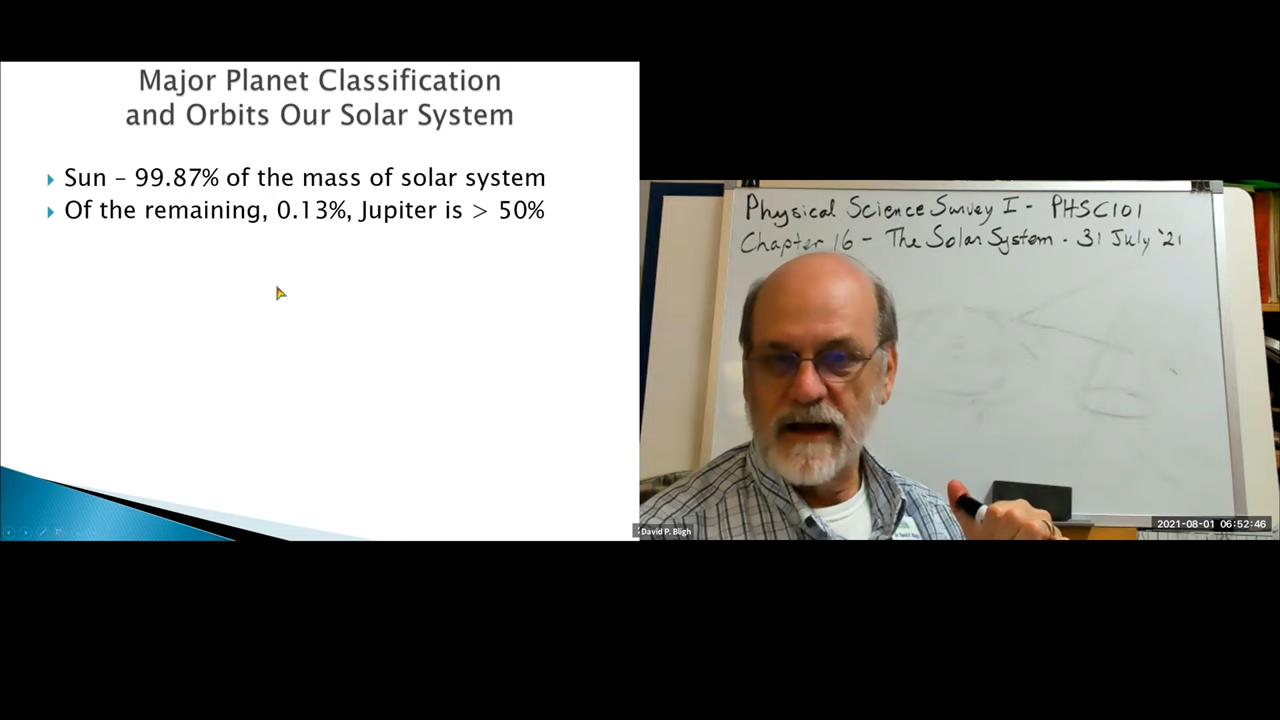 Major Planet Classification
and Orbits Our Solar System
Sun – 99.87% of the mass of solar system
Of the remaining, 0.13%, Jupiter is > 50%
Physical Science Survey I - PHSC101
Chapter 16 - The Solar System - 31 July '21
David P. Bligh
2021-08-01 06:52:46